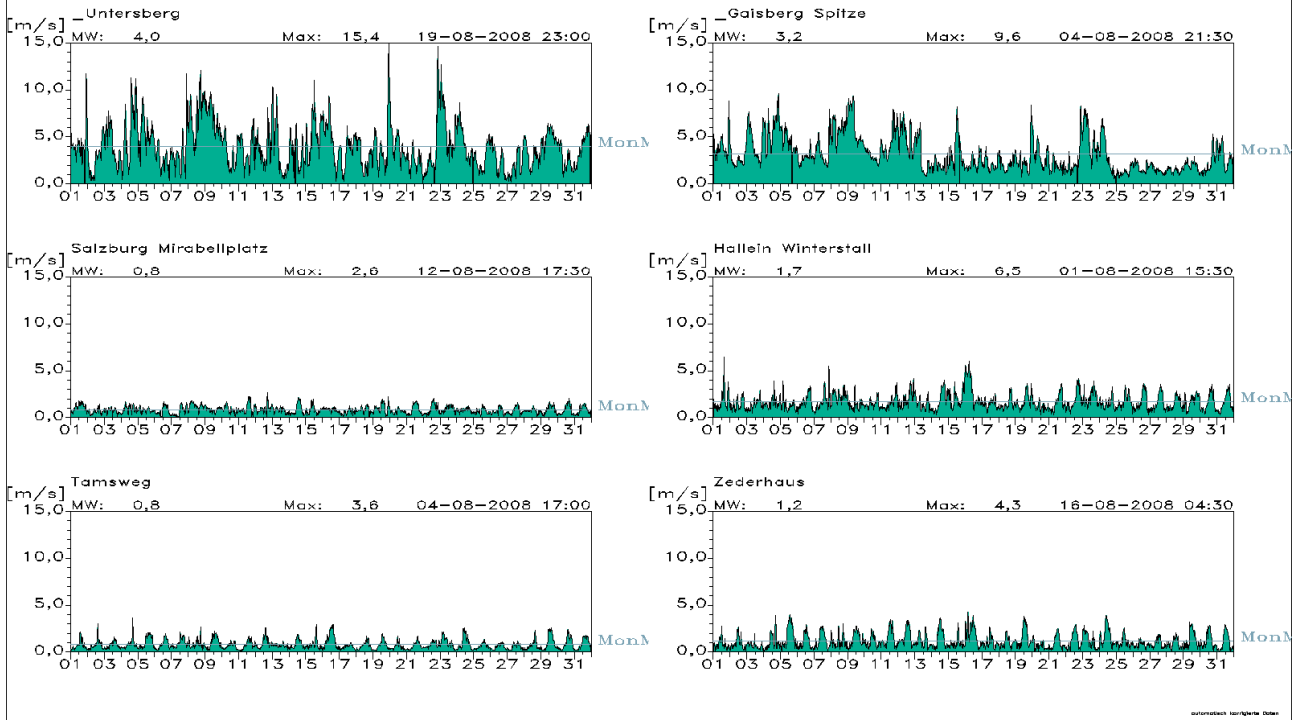 _Untersberg
[m/s]
MW: 4,0 Max: 15,4 19-08-2008 23:00
15,0
10,0
5,0
0,0
MonM
01 03 05 07 09 11 13 15 17 19 21 23 25 27 29 31
_Gaisberg Spitze
[m/s]
MW: 3,2 Max: 9,6 04-08-2008 21:30
15,0
10,0
5,0
0,0
MonM
01 03 05 07 09 11 13 15 17 19 21 23 25 27 29 31
Salzburg Mirabellplatz
[m/s]
MW: 0,8 Max: 2,6 12-08-2008 17:30
15,0
10,0
5,0
0,0
MonM
01 03 05 07 09 11 13 15 17 19 21 23 25 27 29 31
Hallein Winterstall
[m/s]
MW: 1,7 Max: 6,5 01-08-2008 15:30
15,0
10,0
5,0
0,0
MonM
01 03 05 07 09 11 13 15 17 19 21 23 25 27 29 31
Tamsweg
[m/s]
MW: 0,8 Max: 3,6 04-08-2008 17:00
15,0
10,0
5,0
0,0
MonM
01 03 05 07 09 11 13 15 17 19 21 23 25 27 29 31
Zederhaus
[m/s]
MW: 1,2 Max: 4,3 16-08-2008 04:30
15,0
10,0
5,0
0,0
MonM
01 03 05 07 09 11 13 15 17 19 21 23 25 27 29 31
automatisch korrigierte Daten